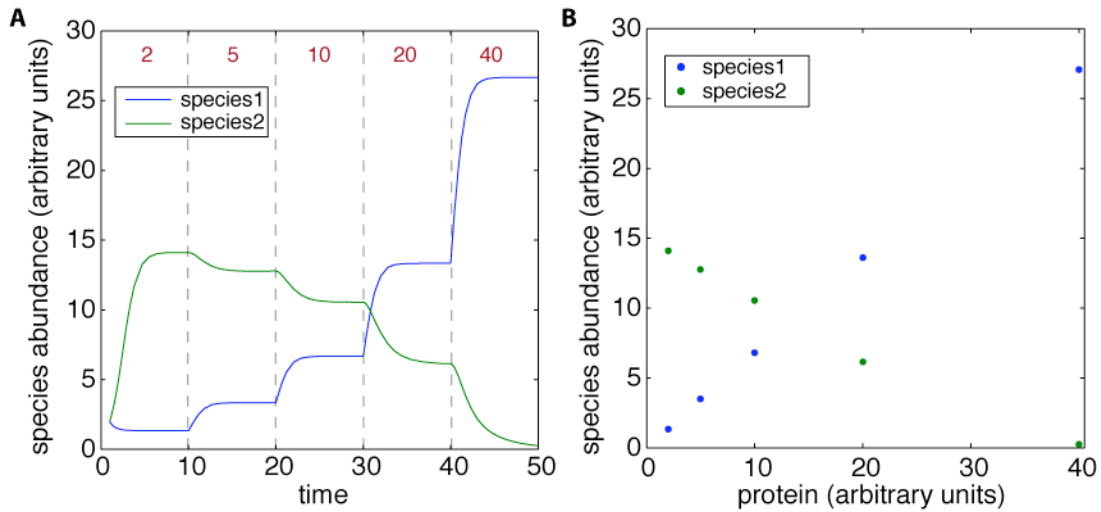 A
species abundance (arbitrary units)
30
25
20
15
10
5
0
2 5 10 20 40
species1
species2
0 10 20 30 40 50
time
B
species abundance (arbitrary units)
30
25
20
15
10
5
0
species1
species2
0 10 20 30 40
protein (arbitrary units)